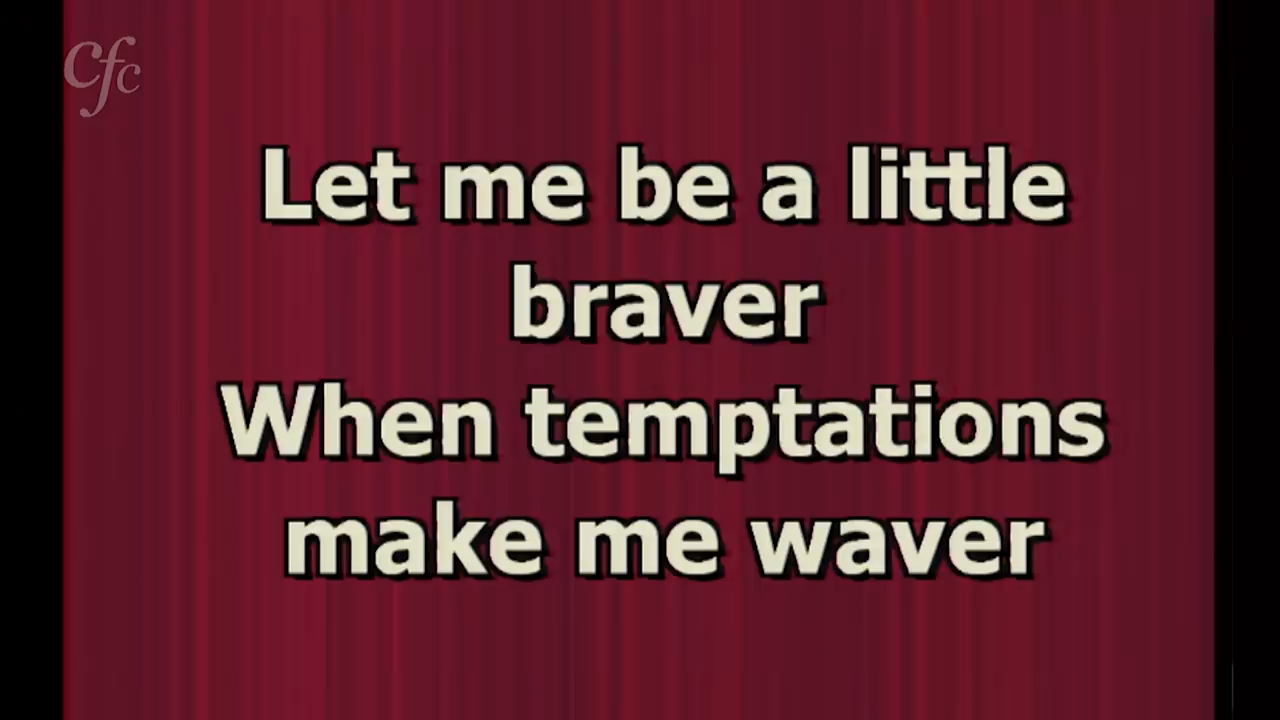 cfc
Let me be a little
braver
When temptations
make me waver